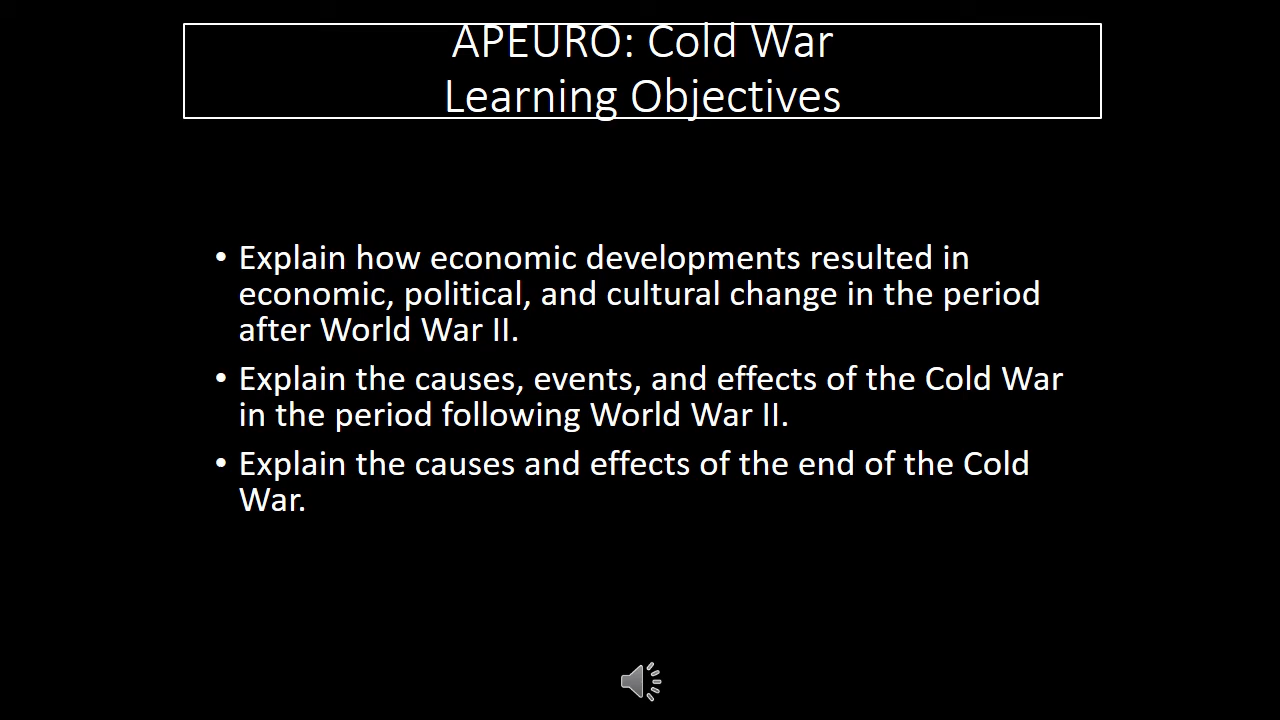 APEURO: Cold War
Learning Objectives
• Explain how economic developments resulted in
economic, political, and cultural change in the period
after World War II.
• Explain the causes, events, and effects of the Cold War
in the period following World War II.
• Explain the causes and effects of the end of the Cold
War.